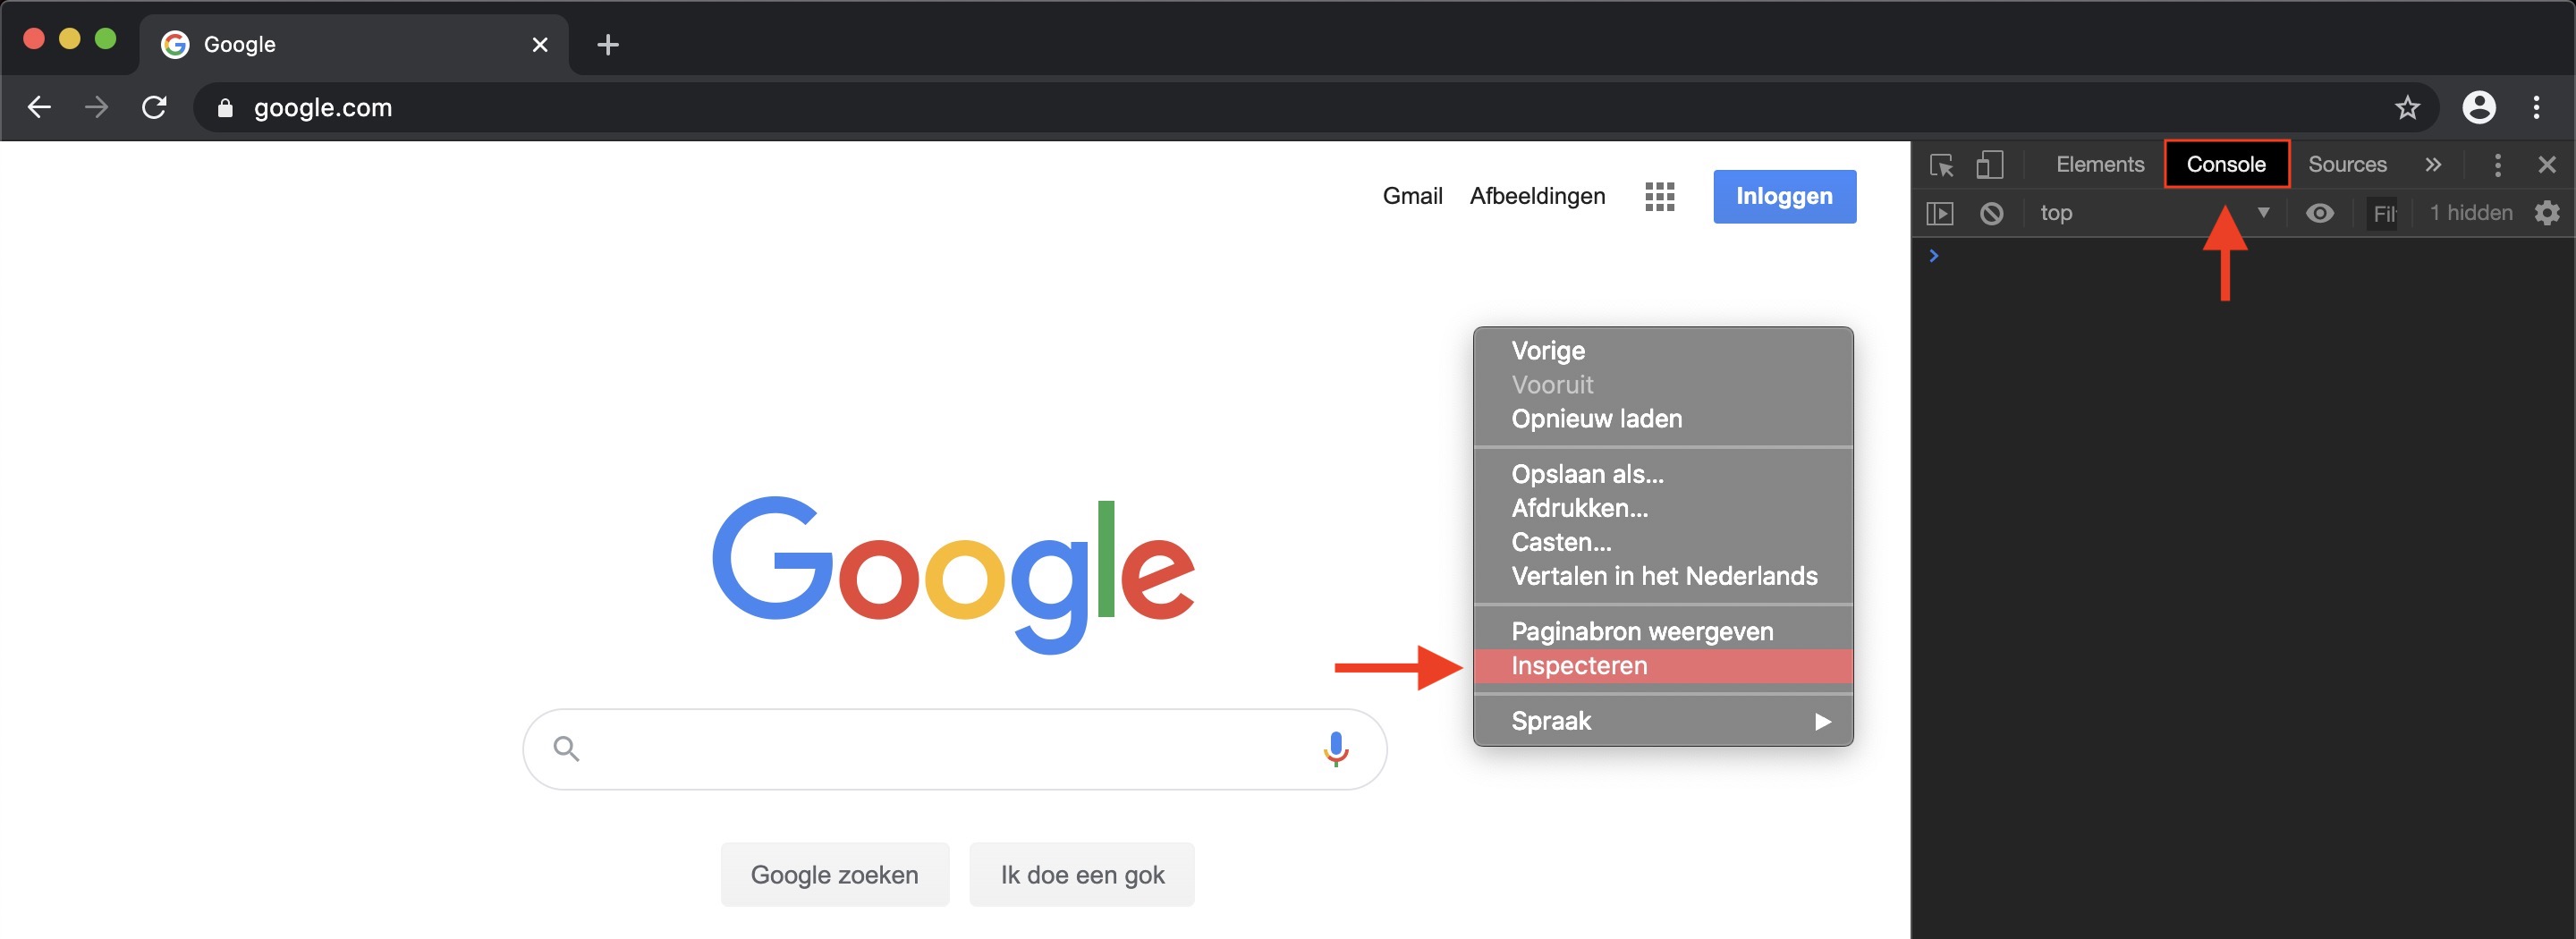 Google
google.com
Gmail Afbeeldingen Inloggen
Elements Console Sources
top Fil 1 hidden
Vorige
Vooruit
Opnieuw laden
Opslaan als...
Afdrukken...
Casten...
Vertalen in het Nederlands
Paginabron weergeven
Inspecteren
Spraak
Google
Google zoeken Ik doe een gok